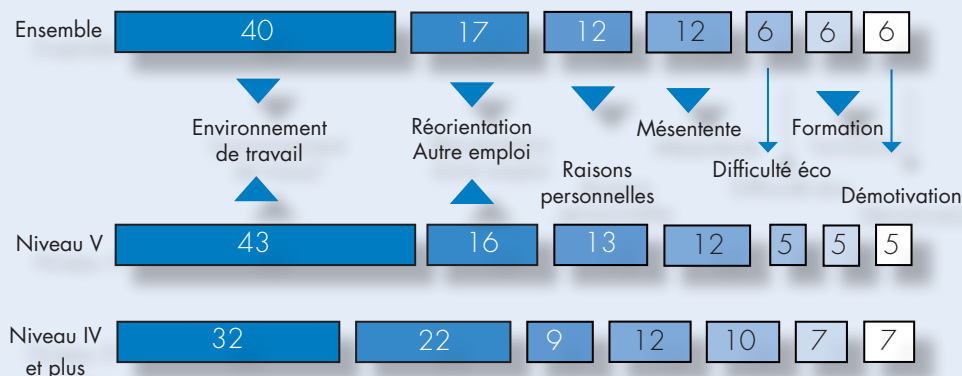 Ensemble 40 17 12 12 6 6 6
Environnement
de travail
Réorientation
Autre emploi
Raisons
personnelles
Mésentente
Difficulté éco
Formation
Démotivation
Niveau V 43 16 13 12 5 5 5
Niveau IV
et plus
32 22 9 12 10 7 7